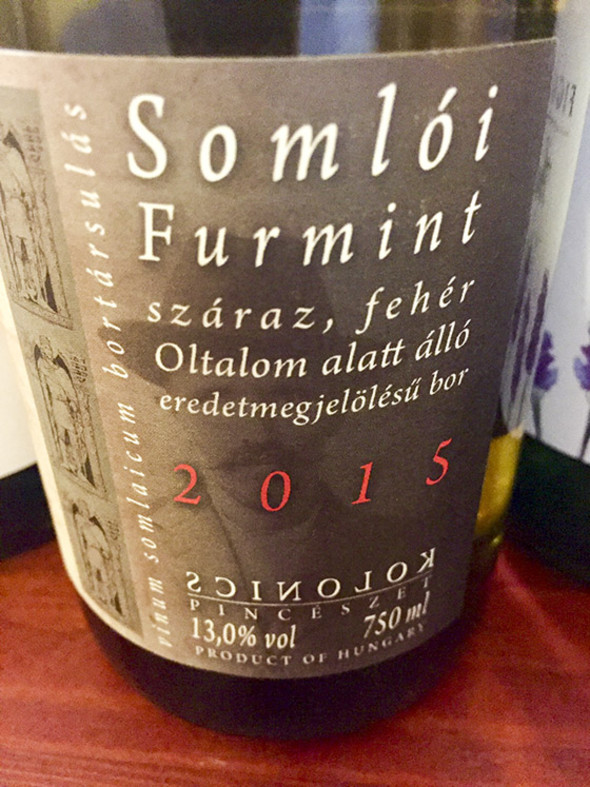 Somlói
Furmint
száraz, fehér
Oltalom alatt álló
eredetmegjelölésű bor
2015
KOLONICS
PINCÉSZET
13,0% vol 750 ml
PRODUCT OF HUNGARY
vinum somlaicum bortársulás